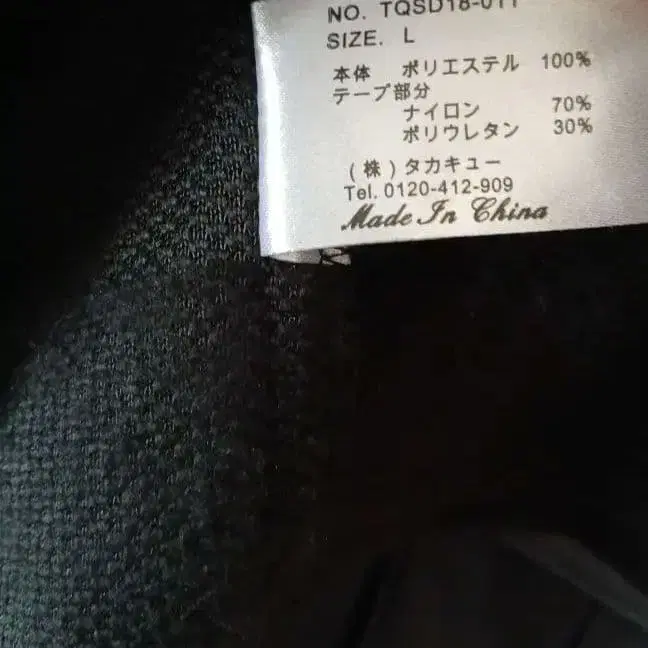 NO. TQSD18-011
SIZE. L
本体 ポリエステル 100%
テープ部分
ナイロン 70%
ポリウレタン 30%
(株)タカキュー
Tel. 0120-412-909
Made In China